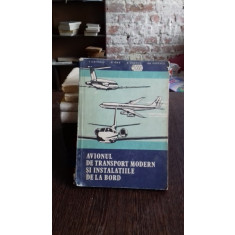 AVIONUL
DE TRANSPORT MODERN
ȘI INSTALAȚIILE
DE LA BORD